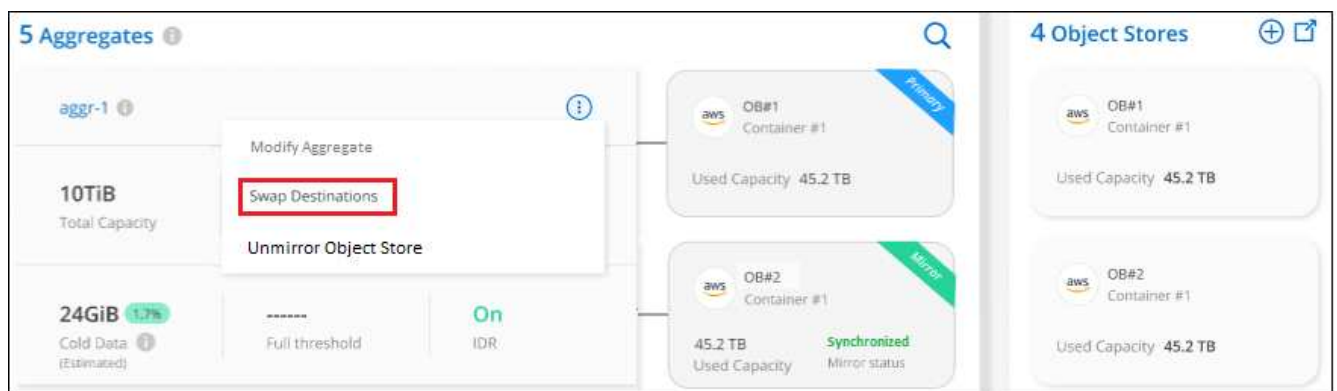 5 Aggregates
aggr-1
Modify Aggregate
Swap Destinations
Unmirror Object Store
10TiB
Total Capacity
24GiB 1.7%
Cold Data
(Estimated)
------
Full threshold
On
IDR
aws
OB#1
Container #1
Primary
Used Capacity 45.2 TB
aws
OB#2
Container #1
Mirror
45.2 TB
Used Capacity
Synchronized
Mirror status
4 Object Stores
aws
OB#1
Container #1
Used Capacity 45.2 TB
aws
OB#2
Container #1
Used Capacity 45.2 TB